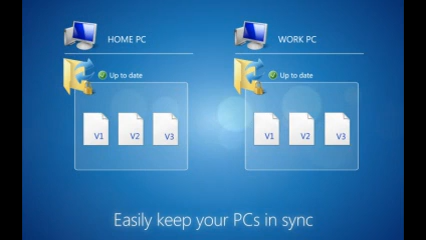 HOME PC
WORK PC
Up to date
Up to date
V1 V2 V3
V1 V2 V3
Easily keep your PCs in sync